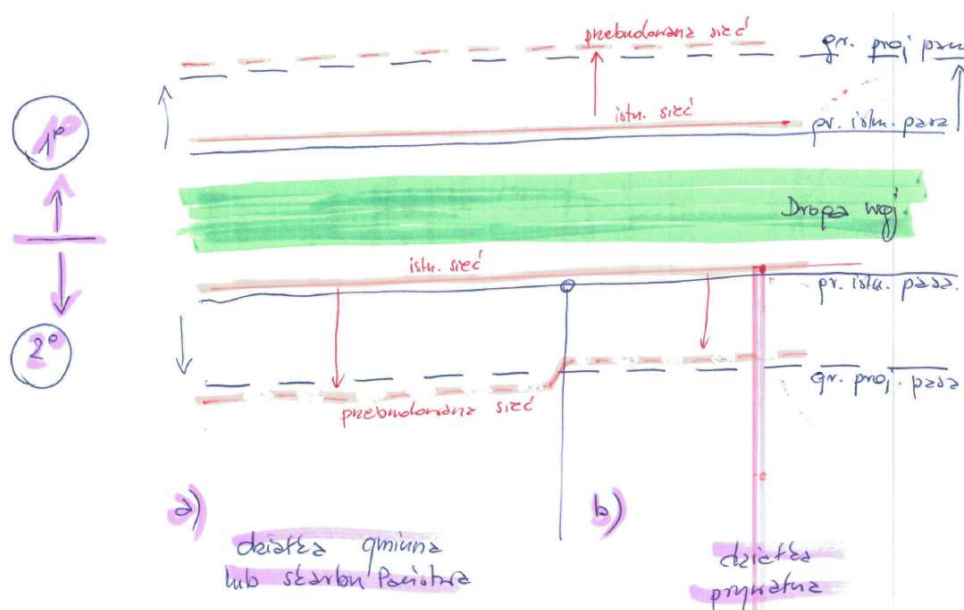 przebudowana sieć
gr. proj pasa
1°
istn. sieć
gr. istn. pasa
Droga woj
istn. sieć
gr. istn. pasa.
2°
gr. proj. pasa
przebudowana sieć
a)
b)
działka gminna
lub skarbu Państwa
działka
prywatna